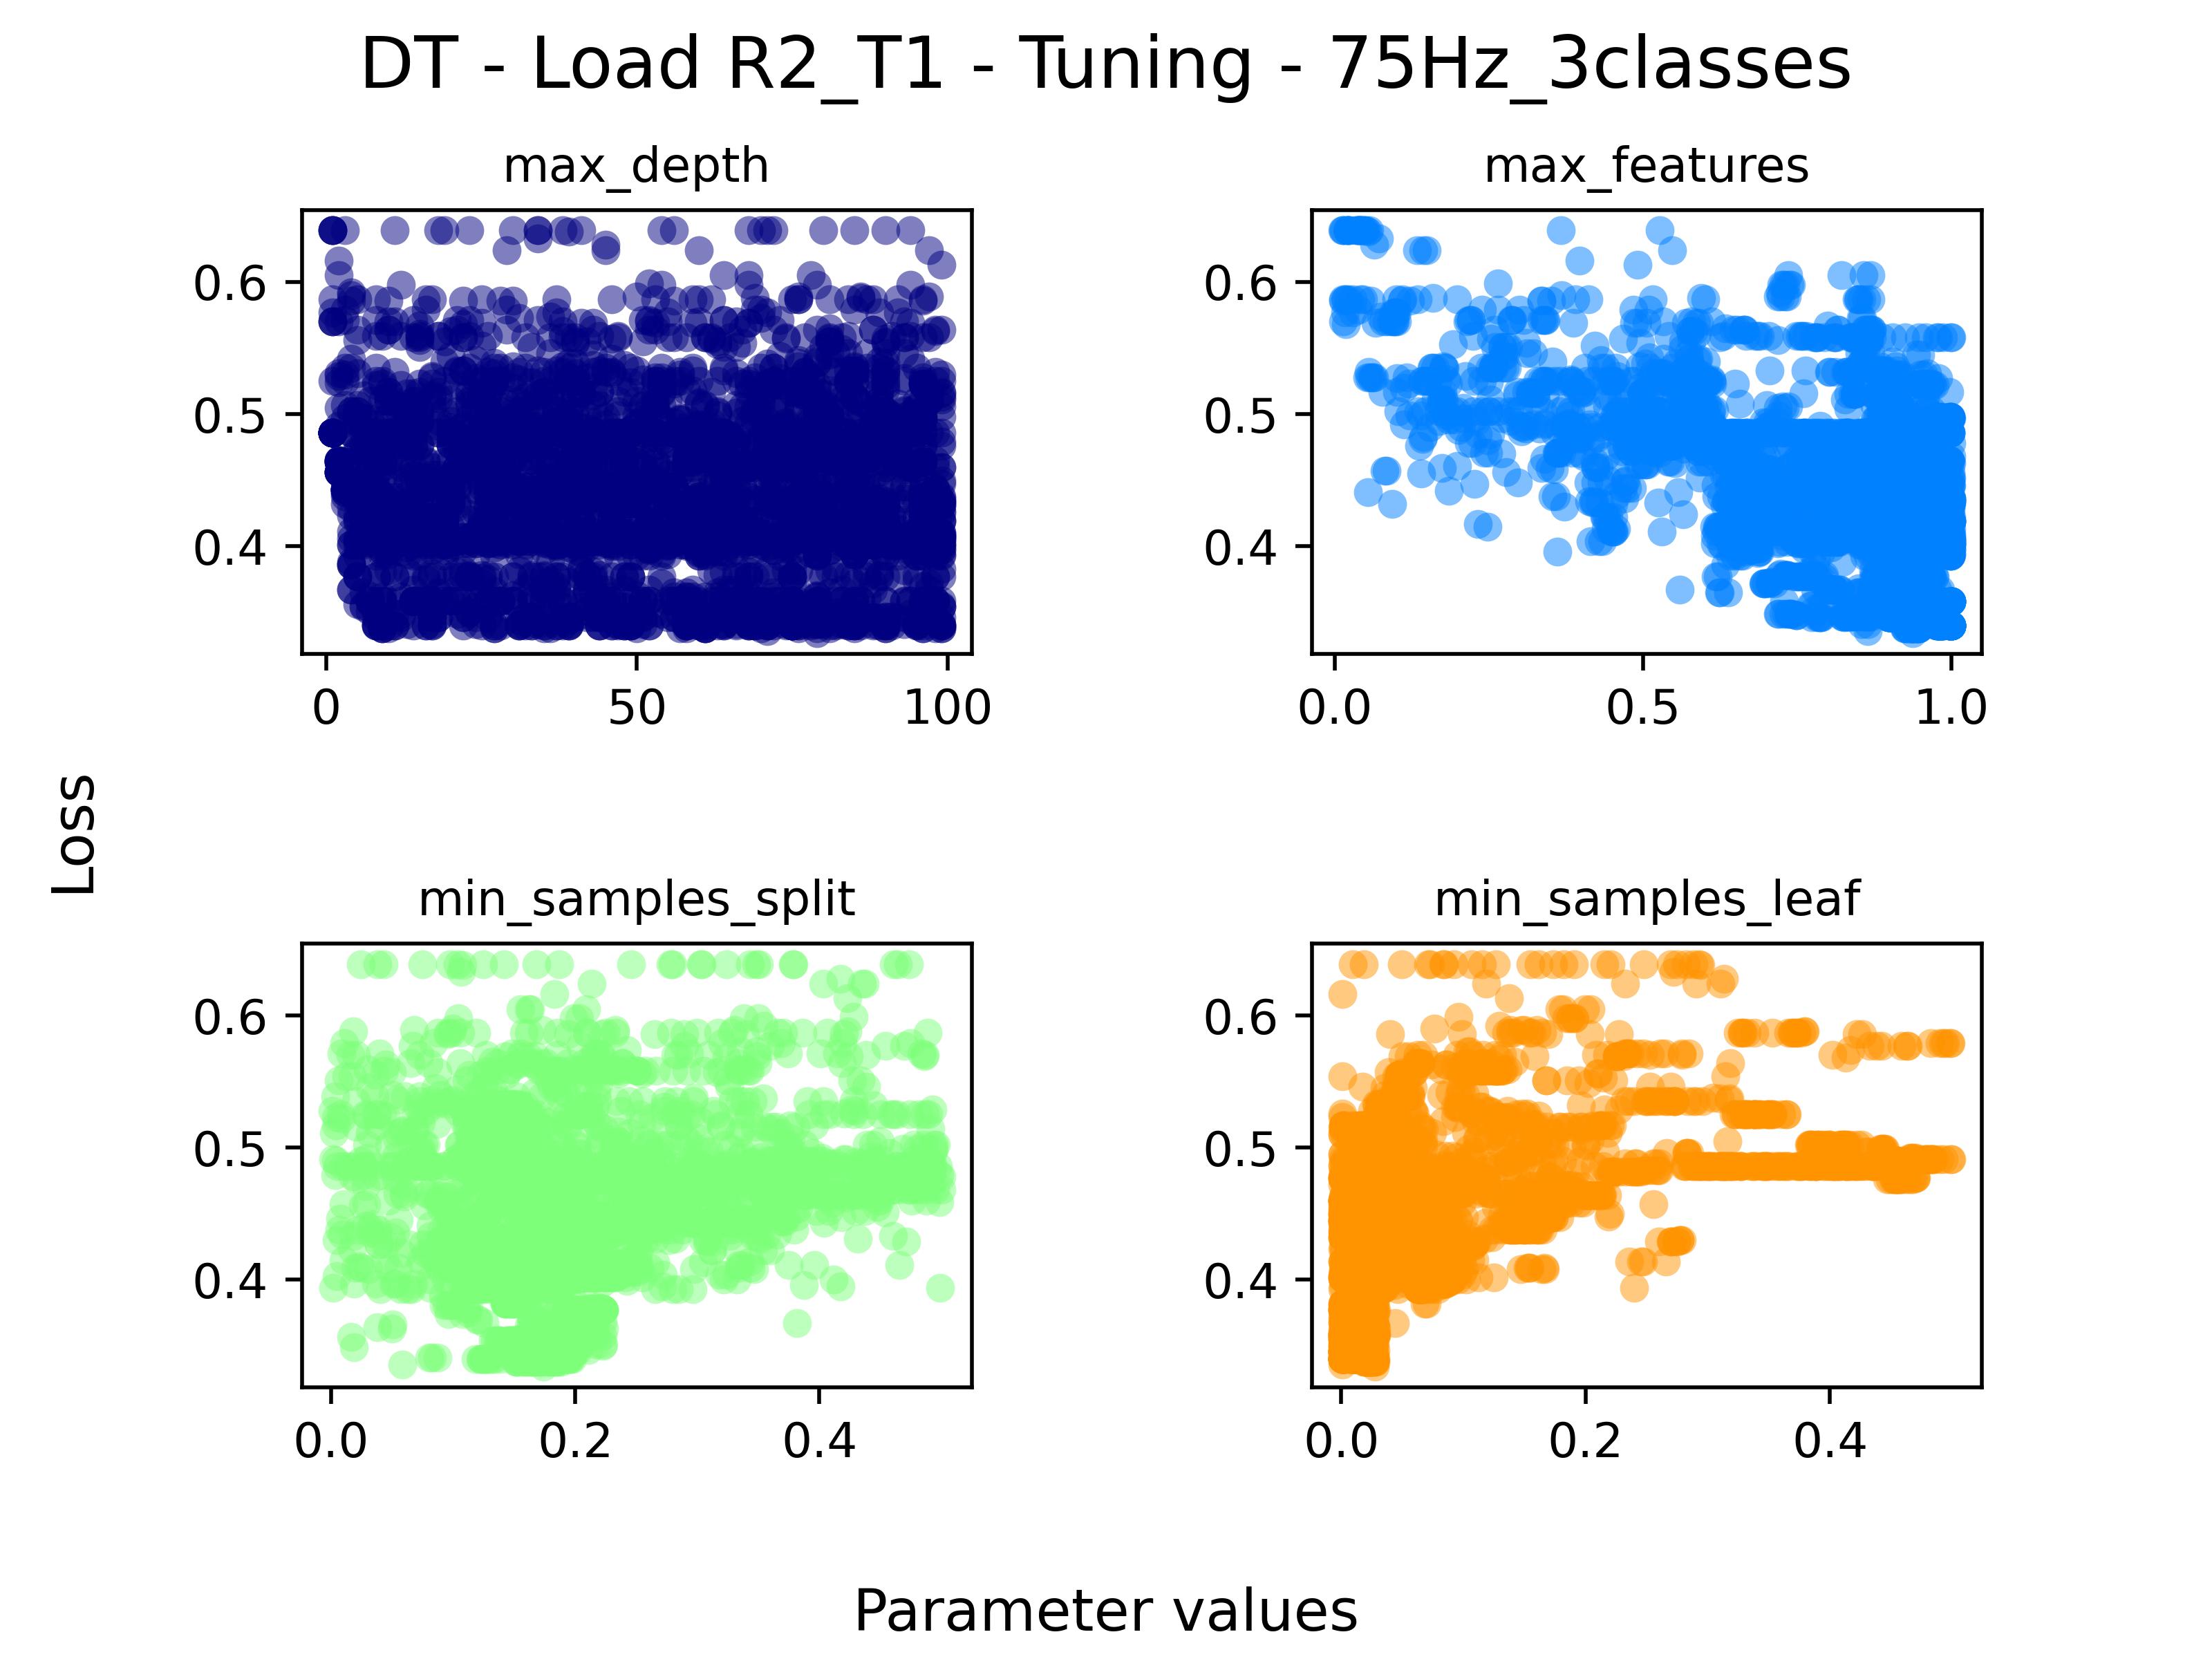 DT - Load R2_T1 - Tuning - 75Hz_3classes
max_depth
0.6
0.5
0.4
0 50 100
max_features
0.6
0.5
0.4
0.0 0.5 1.0
Loss
min_samples_split
0.6
0.5
0.4
0.0 0.2 0.4
min_samples_leaf
0.6
0.5
0.4
0.0 0.2 0.4
Parameter values